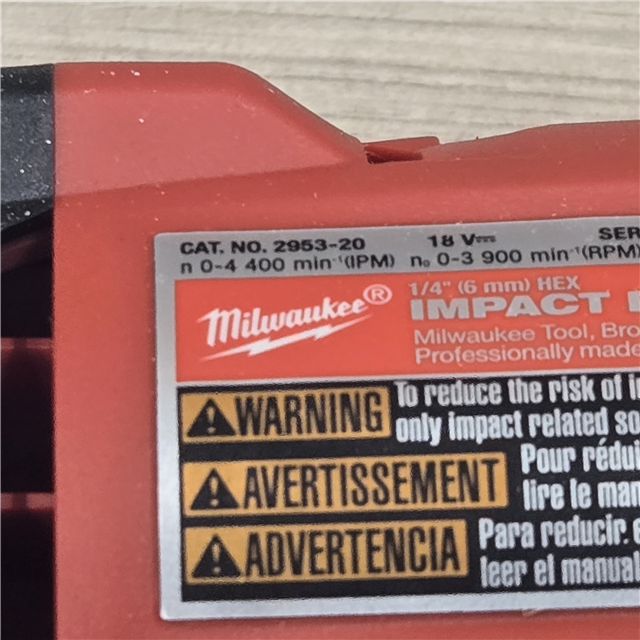 CAT. NO. 2953-20 18 V⎓ SER
n 0-4 400 min⁻¹(IPM) n₀ 0-3 900 min⁻¹(RPM)
Milwaukee®
1/4" (6 mm) HEX
IMPACT
Milwaukee Tool, Bro
Professionally made
WARNING To reduce the risk of
only impact related so
AVERTISSEMENT Pour rédui
lire le man
ADVERTENCIA Para reducir
leer el manual